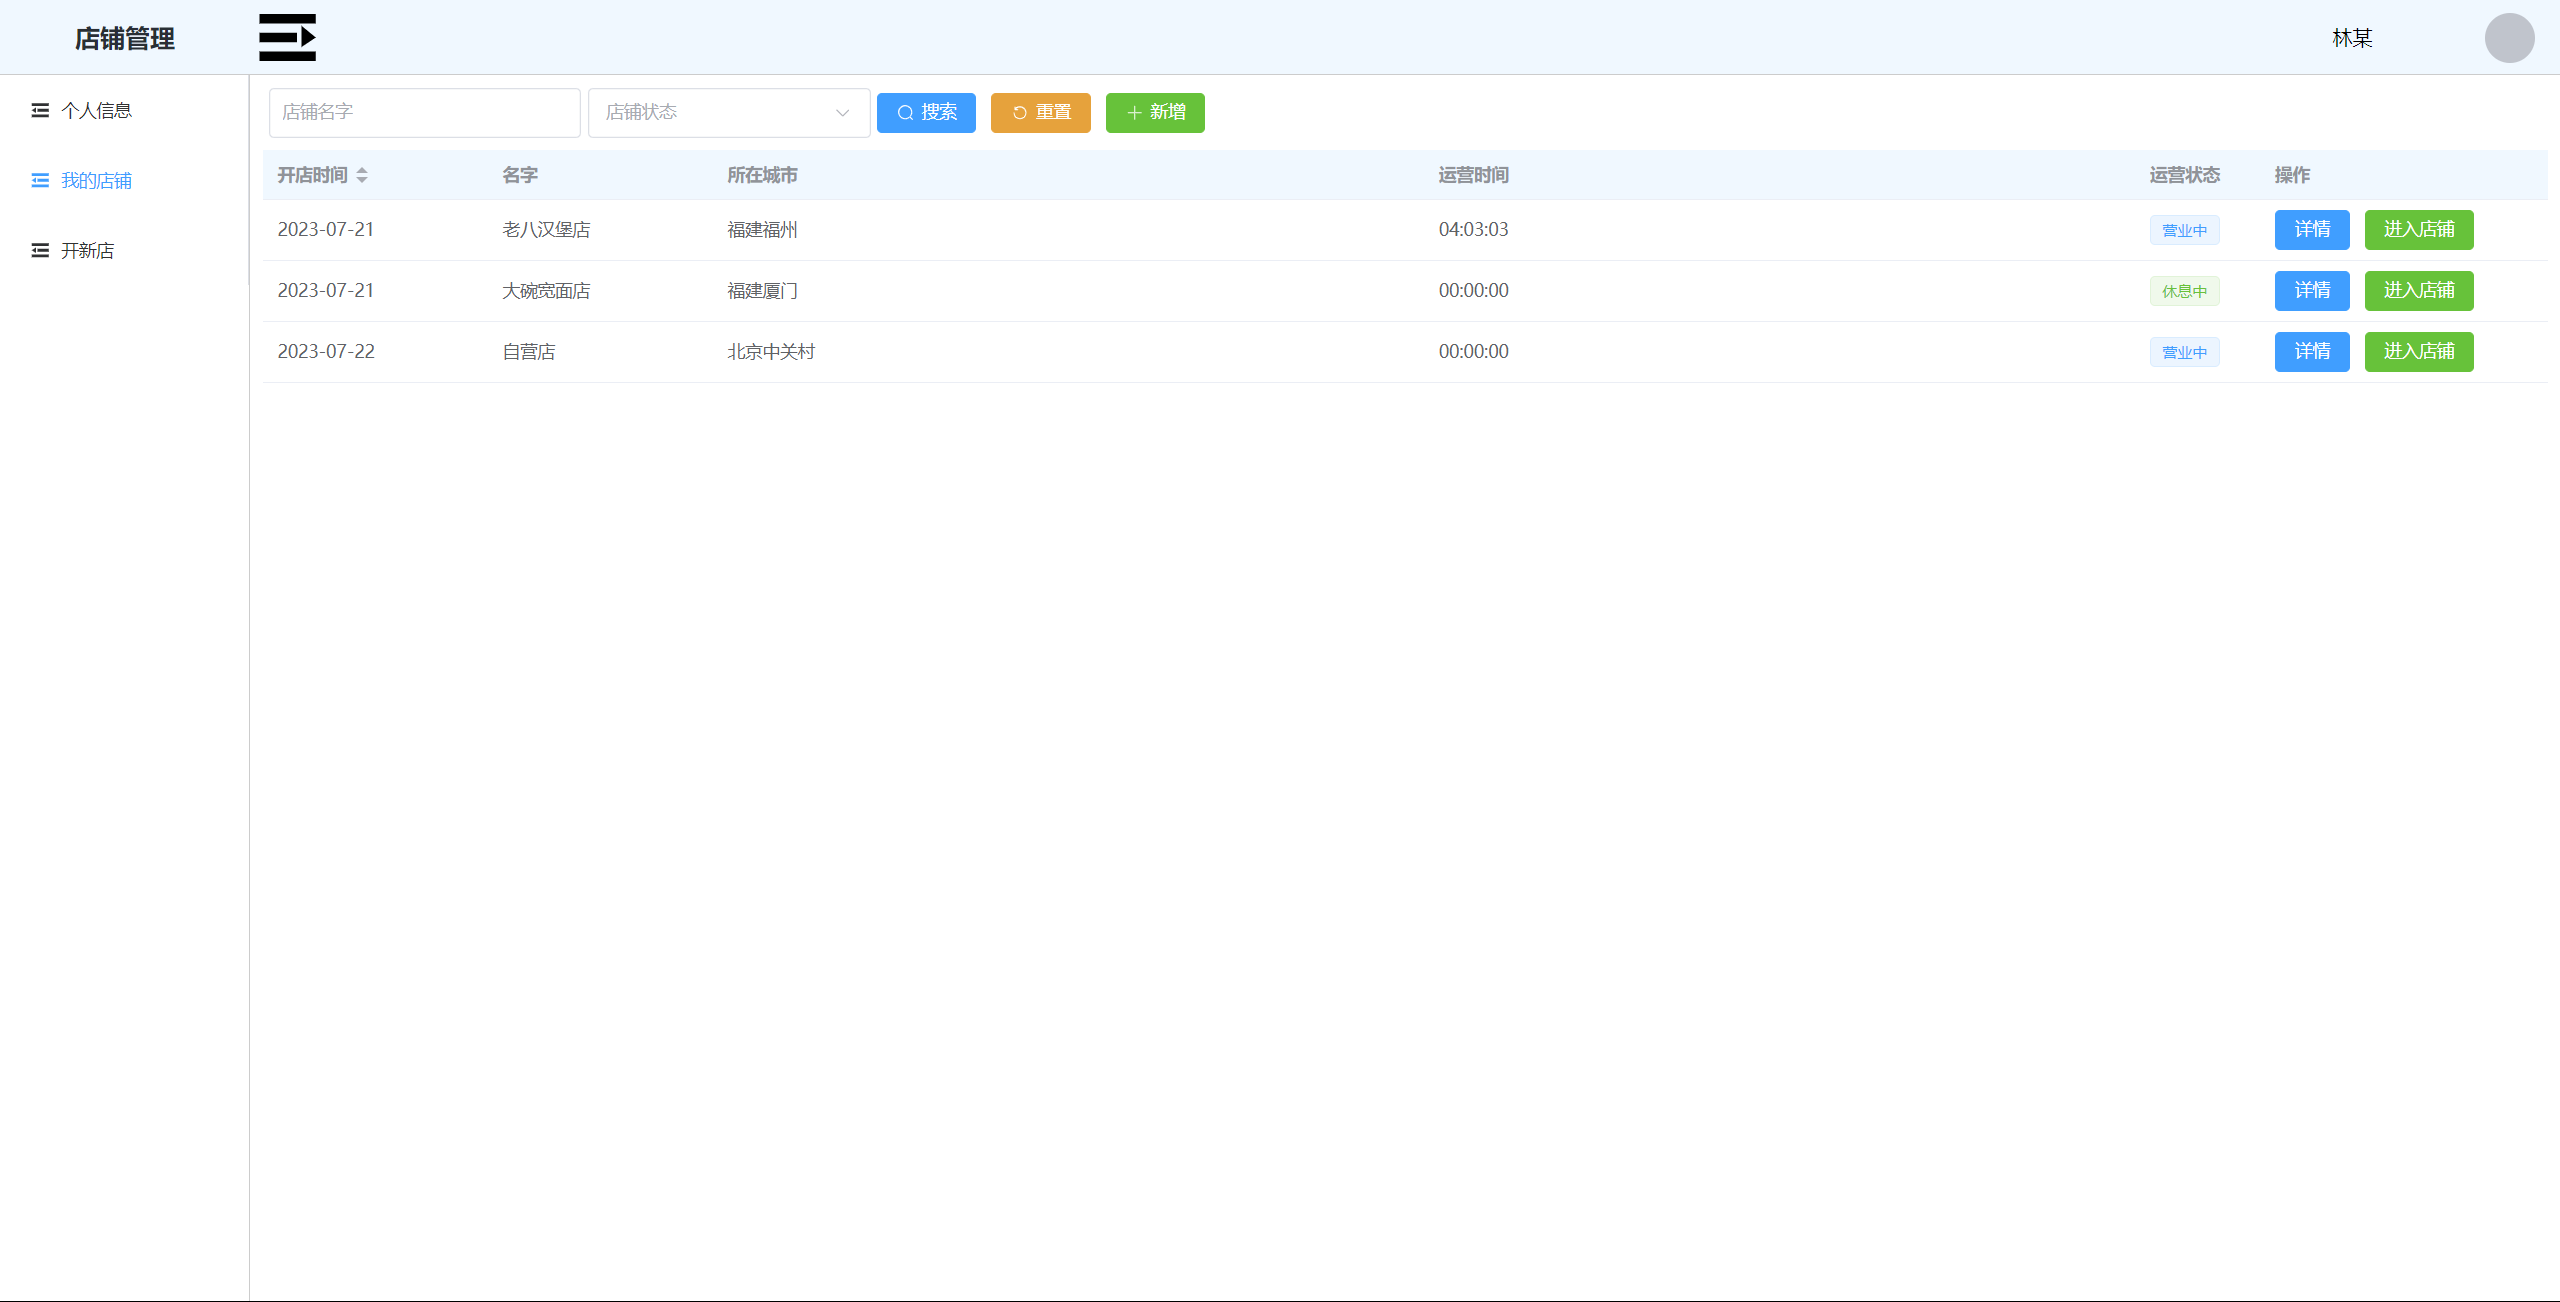 店铺管理
林某
个人信息
我的店铺
开新店
店铺名字 店铺状态 搜索 重置 新增
开店时间 名字 所在城市 运营时间 运营状态 操作
2023-07-21 老八汉堡店 福建福州 04:03:03 营业中 详情 进入店铺
2023-07-21 大碗宽面店 福建厦门 00:00:00 休息中 详情 进入店铺
2023-07-22 自营店 北京中关村 00:00:00 营业中 详情 进入店铺